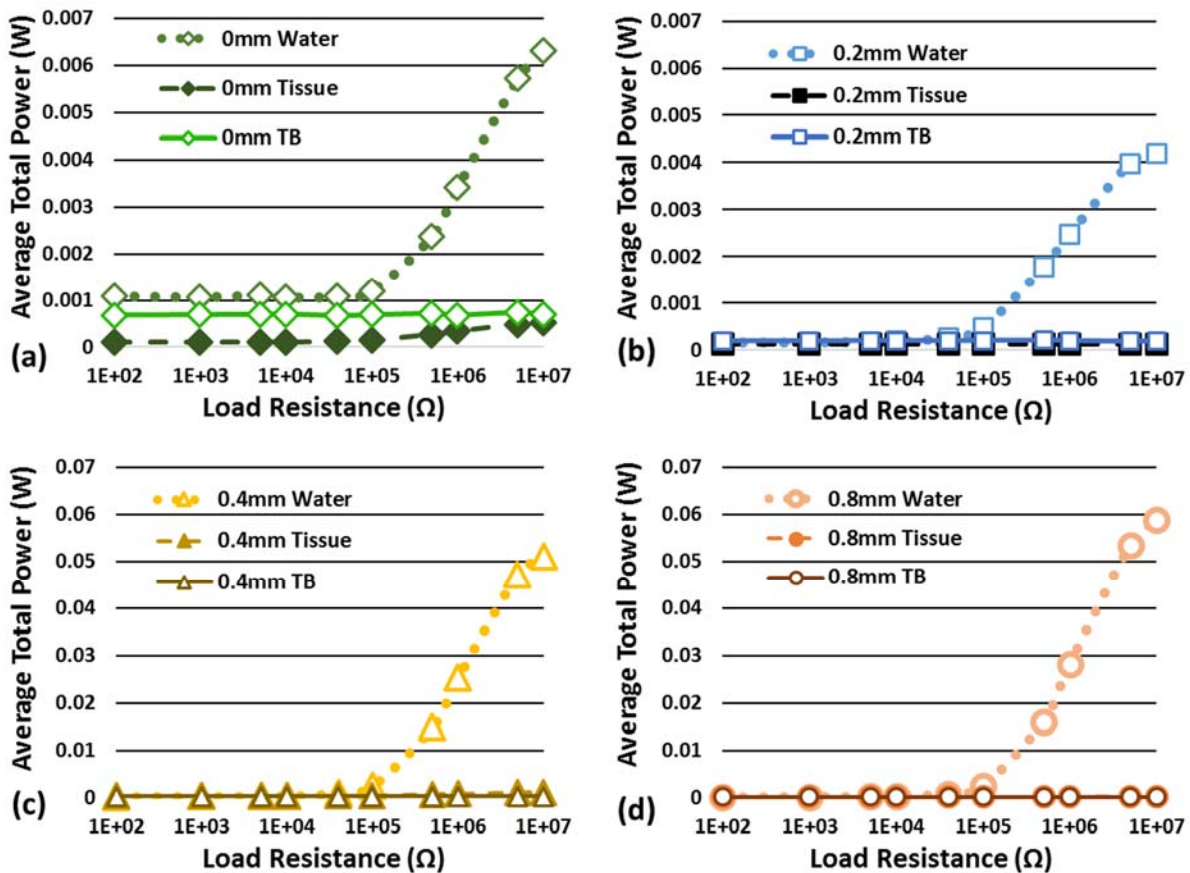 Average Total Power (W)
0.007
0.006
0.005
0.004
0.003
0.002
0.001
0
0mm Water
0mm Tissue
0mm TB
(a)
1E+02 1E+03 1E+04 1E+05 1E+06 1E+07
Load Resistance (Ω)
Average Total Power (W)
0.007
0.006
0.005
0.004
0.003
0.002
0.001
0
0.2mm Water
0.2mm Tissue
0.2mm TB
(b)
1E+02 1E+03 1E+04 1E+05 1E+06 1E+07
Load Resistance (Ω)
Average Total Power (W)
0.07
0.06
0.05
0.04
0.03
0.02
0.01
0
0.4mm Water
0.4mm Tissue
0.4mm TB
(c)
1E+02 1E+03 1E+04 1E+05 1E+06 1E+07
Load Resistance (Ω)
Average Total Power (W)
0.07
0.06
0.05
0.04
0.03
0.02
0.01
0
0.8mm Water
0.8mm Tissue
0.8mm TB
(d)
1E+02 1E+03 1E+04 1E+05 1E+06 1E+07
Load Resistance (Ω)